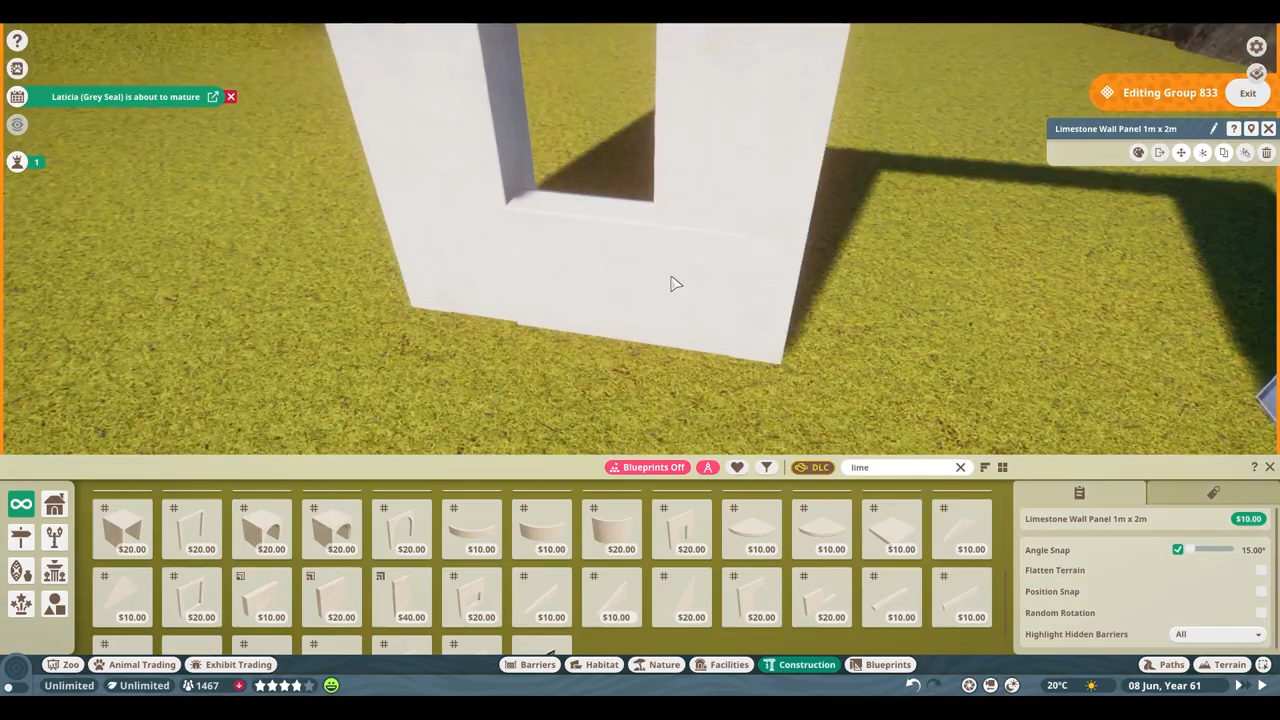 ?
Laticia (Grey Seal) is about to mature
1
Editing Group 833
Exit
Limestone Wall Panel 1m x 2m
?
Blueprints Off
DLC
lime
?
$20.00 $20.00 $20.00 $20.00 $20.00 $10.00 $10.00 $20.00 $20.00 $10.00 $10.00 $10.00 $10.00
$10.00 $20.00 $10.00 $20.00 $40.00 $20.00 $10.00 $10.00 $20.00 $20.00 $20.00 $10.00 $10.00
Limestone Wall Panel 1m x 2m
$10.00
Angle Snap
15.00°
Flatten Terrain
Position Snap
Random Rotation
Highlight Hidden Barriers
All
Zoo
Animal Trading
Exhibit Trading
Barriers
Habitat
Nature
Facilities
Construction
Blueprints
Paths
Terrain
Unlimited
Unlimited
1467
20°C
08 Jun, Year 61